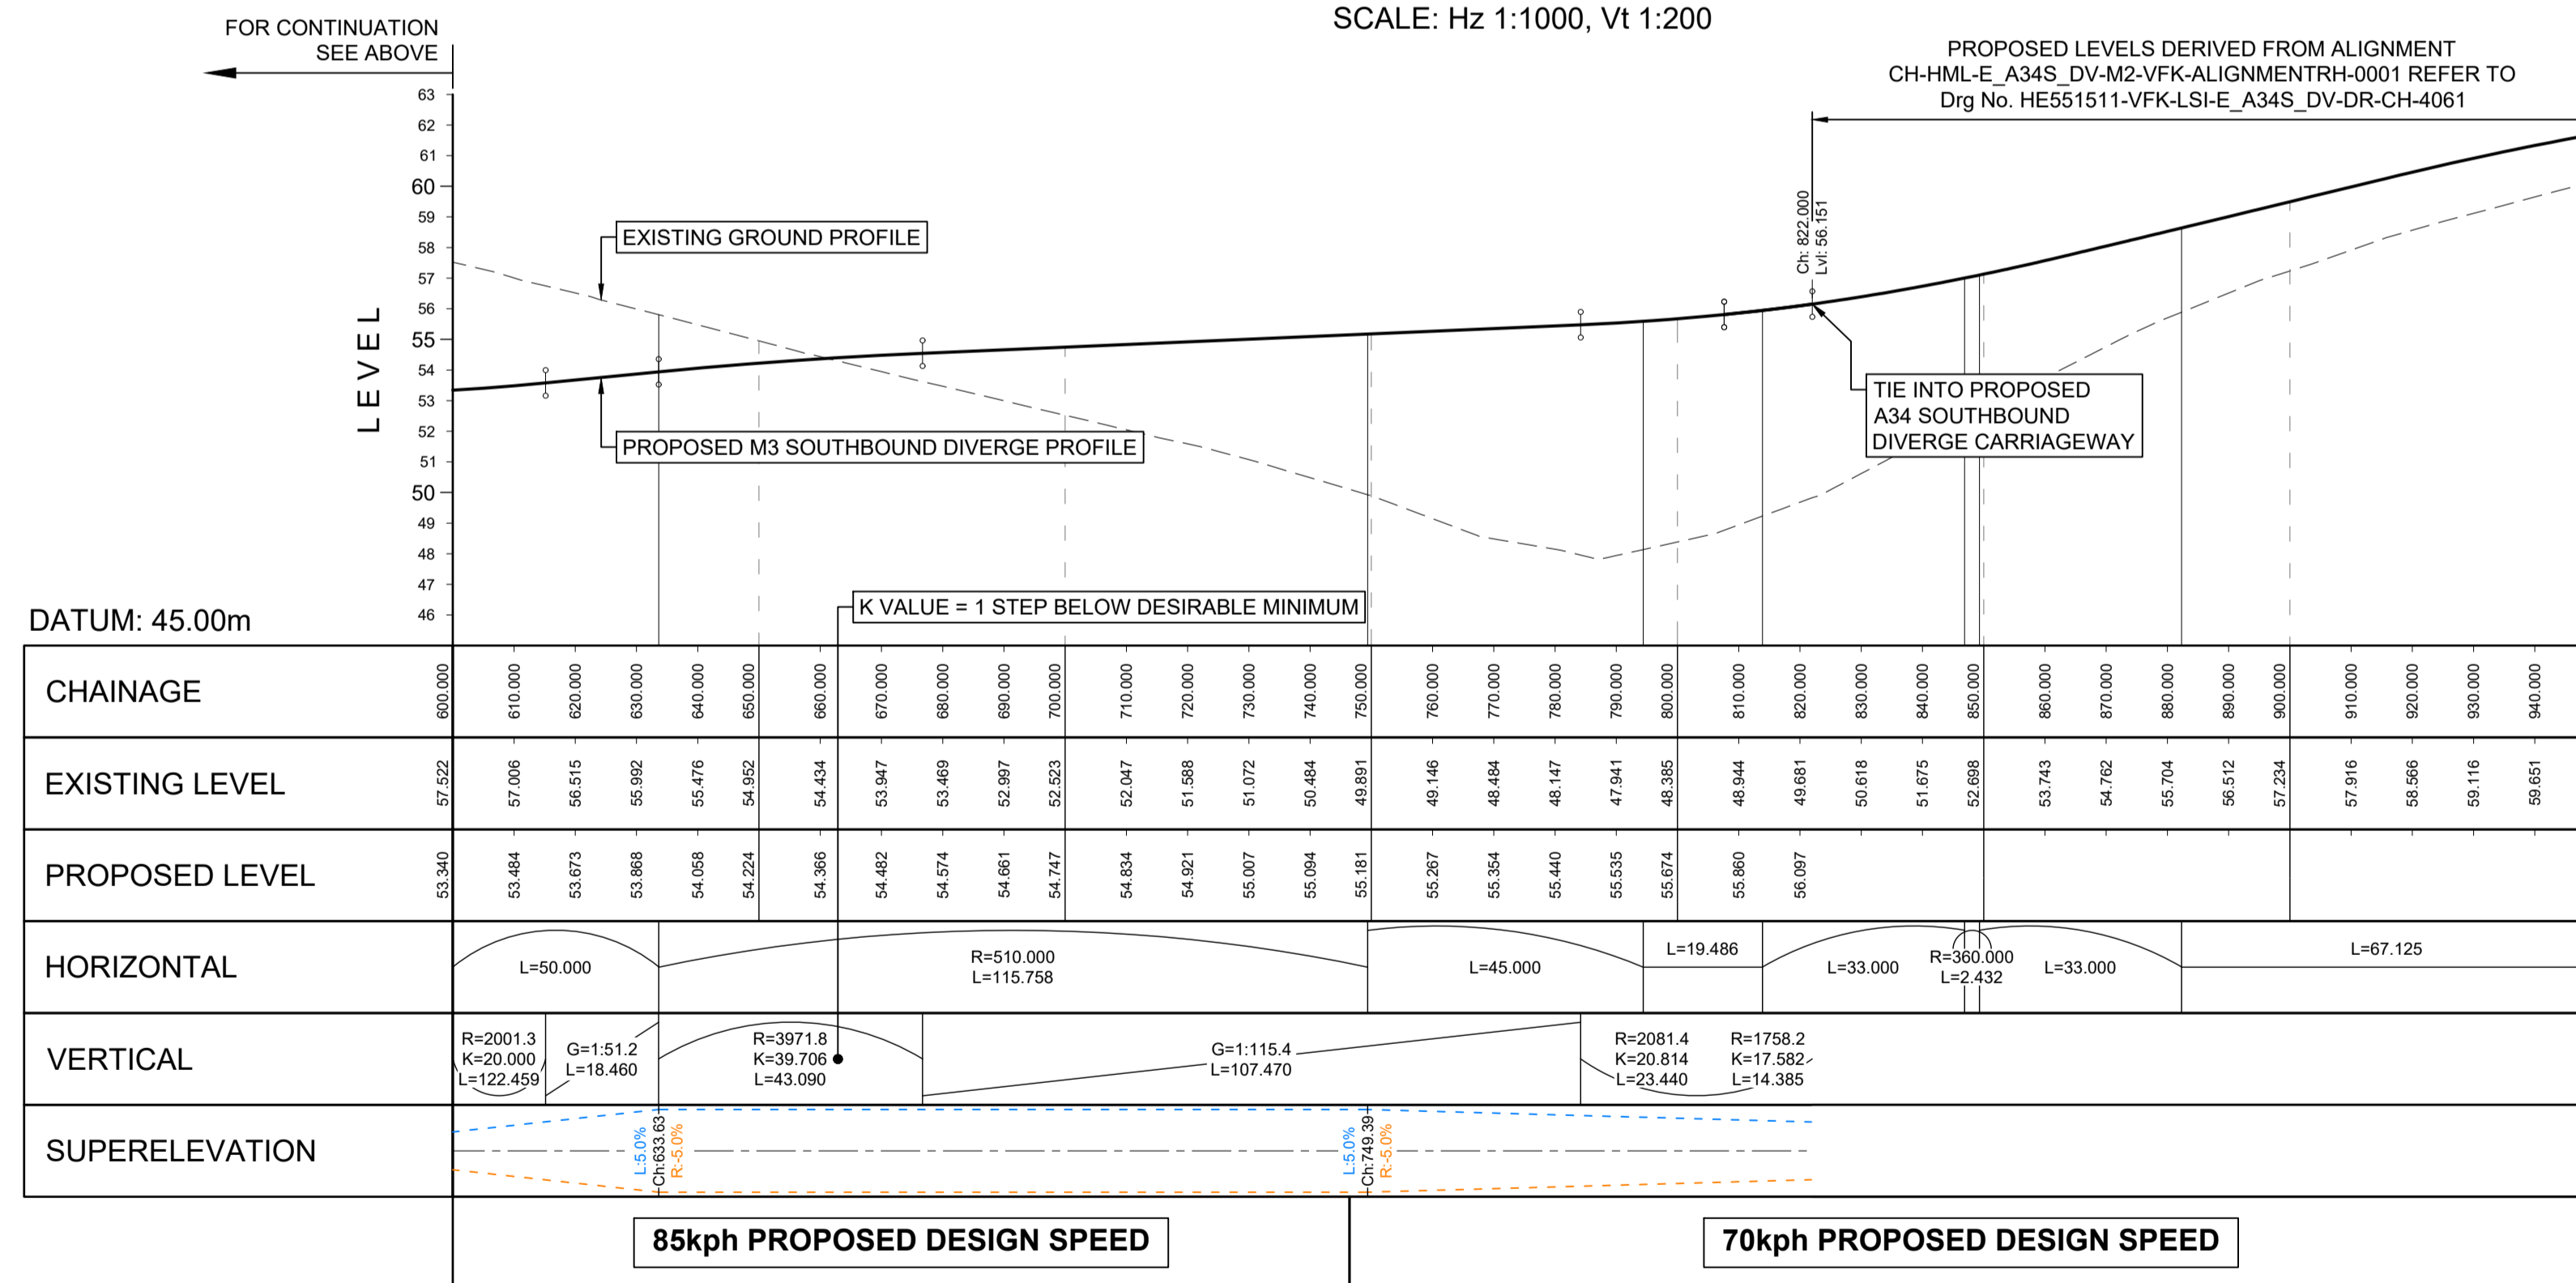 SCALE: Hz 1:1000, Vt 1:200
FOR CONTINUATION
SEE ABOVE
PROPOSED LEVELS DERIVED FROM ALIGNMENT
CH-HML-E_A34S_DV-M2-VFK-ALIGNMENTRH-0001 REFER TO
Drg No. HE551511-VFK-LSI-E_A34S_DV-DR-CH-4061
63
62
61
60
59
58
57
56
55
54
53
52
51
50
49
48
47
46
LEVEL
EXISTING GROUND PROFILE
PROPOSED M3 SOUTHBOUND DIVERGE PROFILE
Ch: 822.000
Lvl: 56.151
TIE INTO PROPOSED
A34 SOUTHBOUND
DIVERGE CARRIAGEWAY
K VALUE = 1 STEP BELOW DESIRABLE MINIMUM
DATUM: 45.00m
CHAINAGE 600.000 610.000 620.000 630.000 640.000 650.000 660.000 670.000 680.000 690.000 700.000 710.000 720.000 730.000 740.000 750.000 760.000 770.000 780.000 790.000 800.000 810.000 820.000 830.000 840.000 850.000 860.000 870.000 880.000 890.000 900.000 910.000 920.000 930.000 940.000
EXISTING LEVEL 57.522 57.006 56.515 55.992 55.476 54.952 54.434 53.947 53.469 52.997 52.523 52.047 51.588 51.072 50.484 49.891 49.146 48.484 48.147 47.941 48.385 48.944 49.681 50.618 51.675 52.698 53.743 54.762 55.704 56.512 57.234 57.916 58.566 59.116 59.651
PROPOSED LEVEL 53.340 53.484 53.673 53.868 54.058 54.224 54.366 54.482 54.574 54.661 54.747 54.834 54.921 55.007 55.094 55.181 55.267 55.354 55.440 55.535 55.674 55.860 56.097
HORIZONTAL
L=50.000
R=510.000
L=115.758
L=45.000
L=19.486
L=33.000
R=360.000
L=2.432
L=33.000
L=67.125
VERTICAL
R=2001.3
K=20.000
L=122.459
G=1:51.2
L=18.460
R=3971.8
K=39.706
L=43.090
G=1:115.4
L=107.470
R=2081.4
K=20.814
L=23.440
R=1758.2
K=17.582
L=14.385
SUPERELEVATION
L:5.0%
Ch:633.63
R:-5.0%
L:5.0%
Ch:749.39
R:-5.0%
85kph PROPOSED DESIGN SPEED
70kph PROPOSED DESIGN SPEED